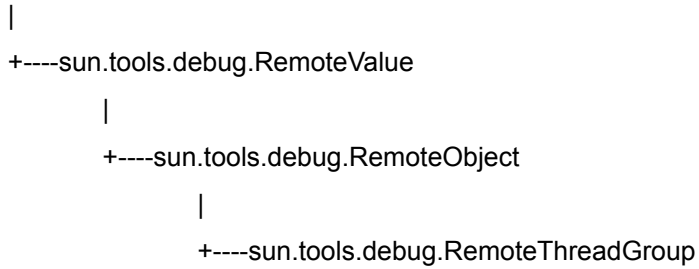 |
+----sun.tools.debug.RemoteValue
|
+----sun.tools.debug.RemoteObject
|
+----sun.tools.debug.RemoteThreadGroup